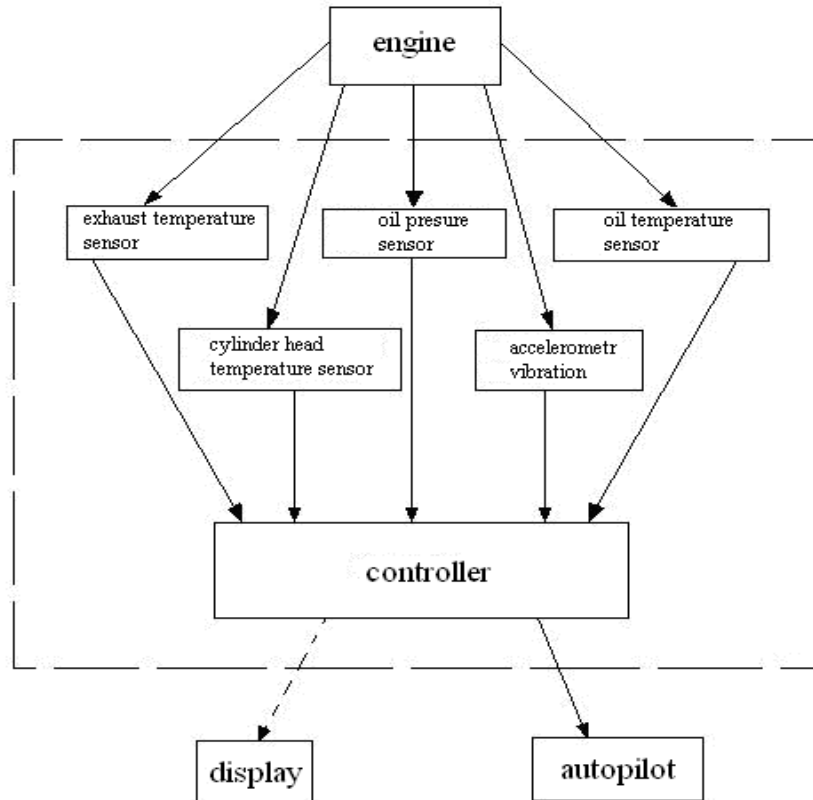 engine
exhaust temperature
sensor
oil presure
sensor
oil temperature
sensor
cylinder head
temperature sensor
accelerometr
vibration
controller
display
autopilot